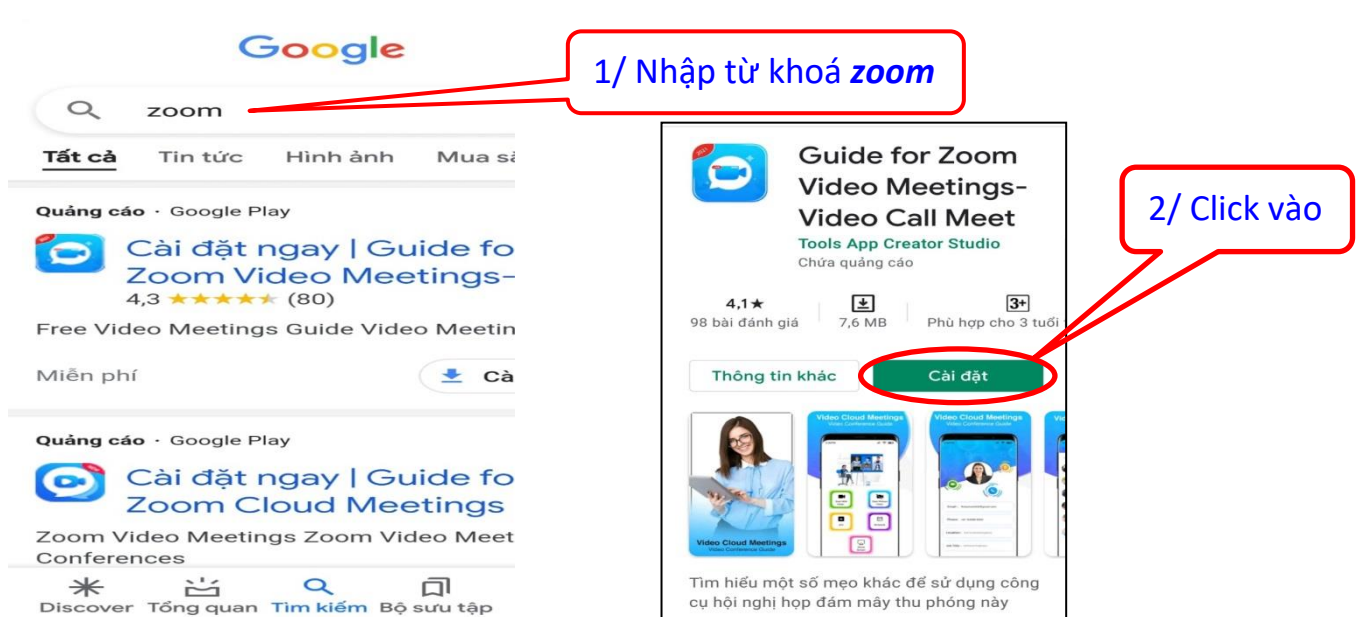 Google
1/ Nhập từ khoá zoom
zoom
Tất cả Tin tức Hình ảnh Mua
Quảng cáo · Google Play
Cài đặt ngay | Guide fo
Zoom Video Meetings-
4,3 ★★★★★ (80)
Free Video Meetings Guide Video Meetin
Miễn phí
Cà
Quảng cáo · Google Play
Cài đặt ngay | Guide fo
Zoom Cloud Meetings
Zoom Video Meetings Zoom Video Meet
Conferences
Discover Tổng quan Tìm kiếm Bộ sưu tập
Guide for Zoom
Video Meetings-
Video Call Meet
Tools App Creator Studio
Chứa quảng cáo
2/ Click vào
4,1★
3+
98 bài đánh giá 7,6 MB Phù hợp cho 3 tuổi
Thông tin khác Cài đặt
Video Cloud Meetings
Video Conference Guide
Video Cloud Meetings
Video Conference Guide
Video Cloud Meetings
Video Conference Guide
Tìm hiểu một số mẹo khác để sử dụng công
cụ hội nghị họp đám mây thu phóng này